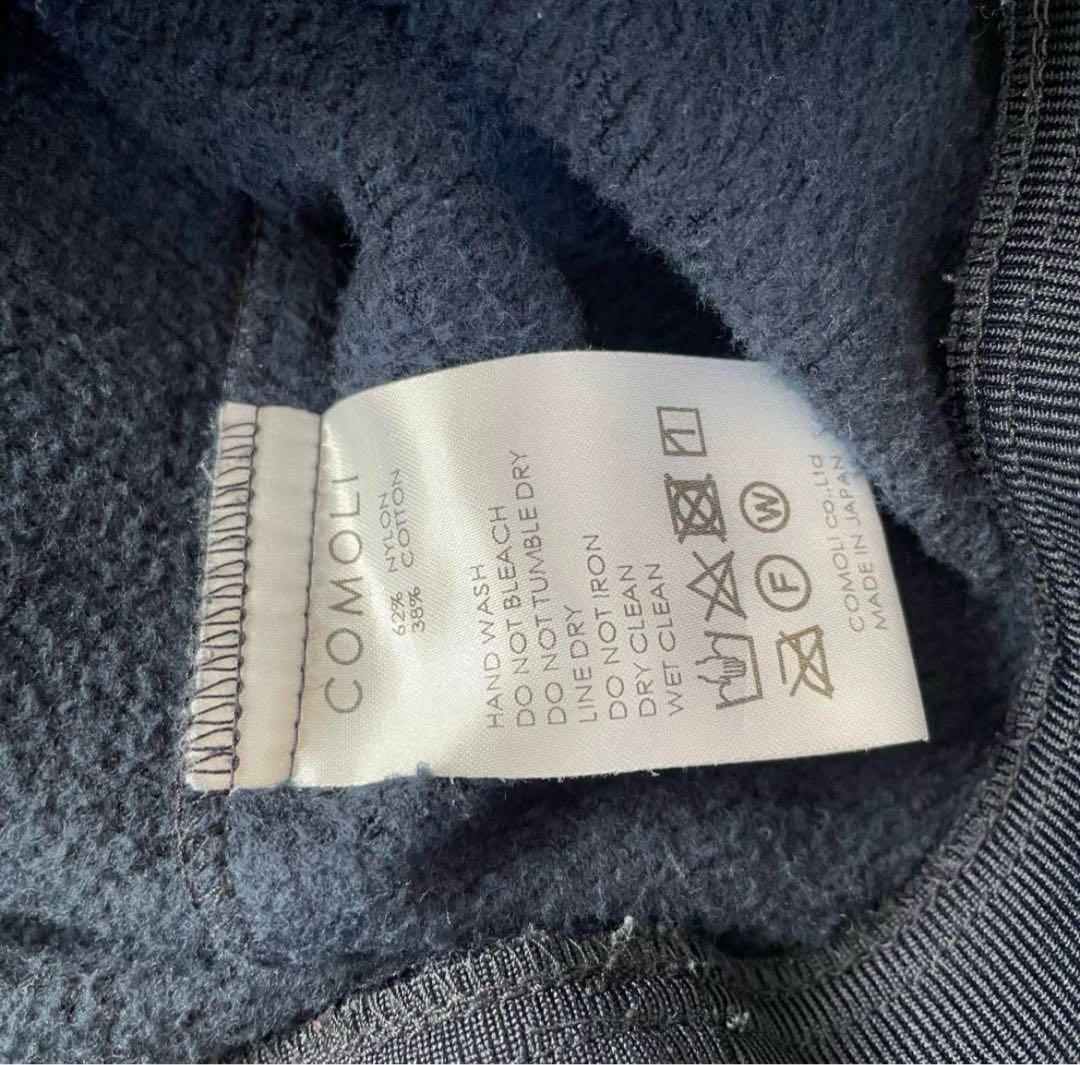 COMOLI
62% NYLON
38% COTTON
HAND WASH
DO NOT BLEACH
DO NOT TUMBLE DRY
LINE DRY
DO NOT IRON
DRY CLEAN
WET CLEAN
F W
COMOLI CO.,Ltd
MADE IN JAPAN